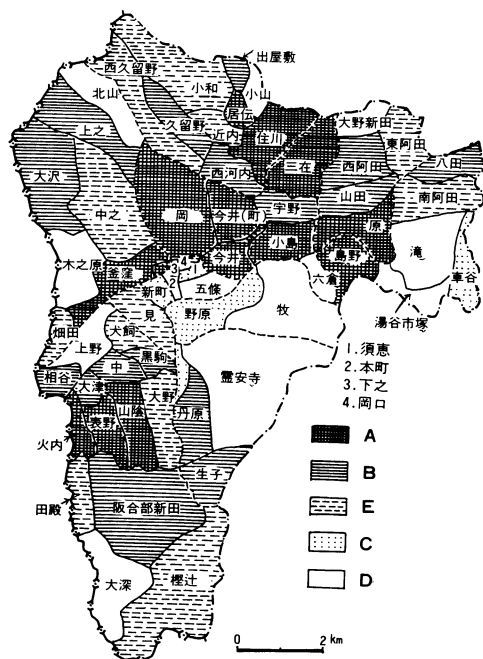 出屋敷
西久留野
北山
小和
小山
上之
久留野
近内
居伝
住川
大野新田
東阿田
大沢
西河内
三在
西阿田
八田
中之
岡
今井(町)
宇野
山田
南阿田
原
木之原
釜窪
今井
小島
島野
滝
車谷
3
4
1
2
新町
五條
六倉
二見
野原
牧
湯谷市塚
畑田
犬飼
上野
黒駒
1. 須恵
2. 本町
3. 下之
4. 岡口
相谷
中
霊安寺
大津
大野
丹原
表野
山陰
火内
A
B
E
C
D
生子
田殿
阪合部新田
大深
樫辻
0 2 km